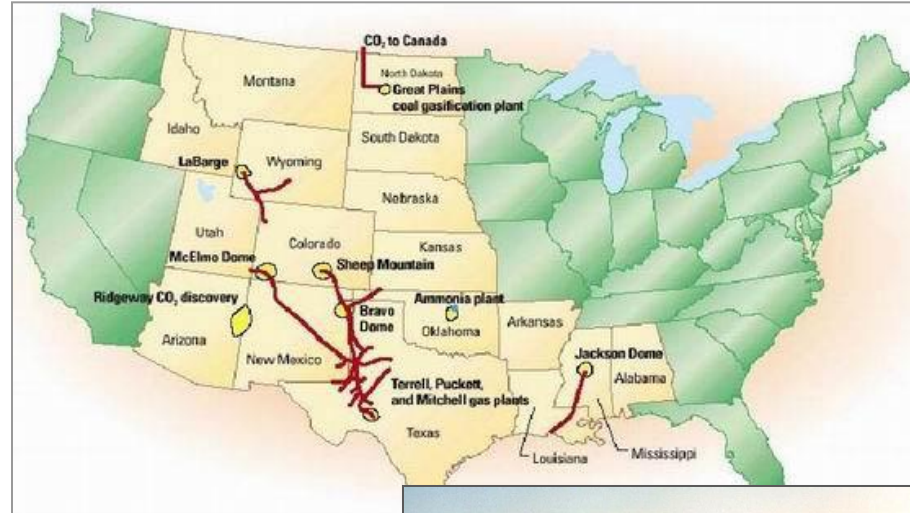 CO₂ to Canada
Montana
North Dakota
Great Plains
coal gasification plant
Idaho
South Dakota
LaBarge
Wyoming
Nebraska
Utah
Colorado
Kansas
McElmo Dome
Sheep Mountain
Ridgeway CO₂ discovery
Ammonia plant
Bravo
Dome
Oklahoma
Arkansas
Arizona
New Mexico
Jackson Dome
Alabama
Terrell, Puckett,
and Mitchell gas plants
Texas
Louisiana
Mississippi